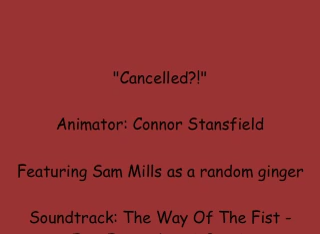 "Cancelled?!"
Animator: Connor Stansfield
Featuring Sam Mills as a random ginger
Soundtrack: The Way Of The Fist -